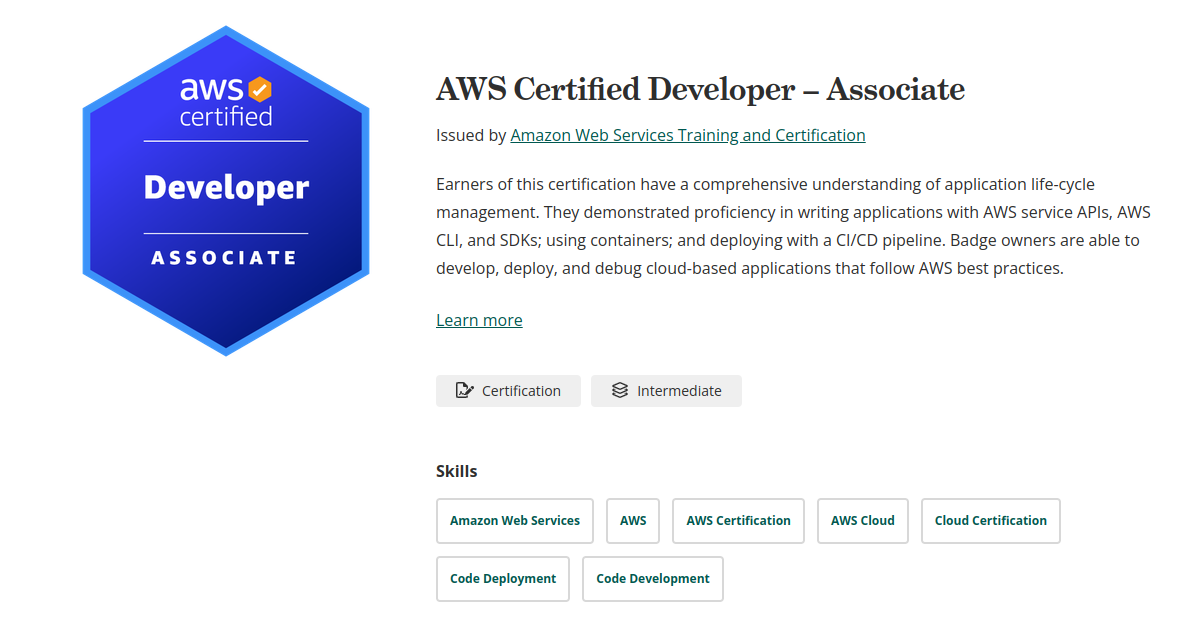 aws
certified
Developer
ASSOCIATE
AWS Certified Developer – Associate
Issued by Amazon Web Services Training and Certification
Earners of this certification have a comprehensive understanding of application life-cycle
management. They demonstrated proficiency in writing applications with AWS service APIs, AWS
CLI, and SDKs; using containers; and deploying with a CI/CD pipeline. Badge owners are able to
develop, deploy, and debug cloud-based applications that follow AWS best practices.
Learn more
Certification Intermediate
Skills
Amazon Web Services AWS AWS Certification AWS Cloud Cloud Certification
Code Deployment Code Development